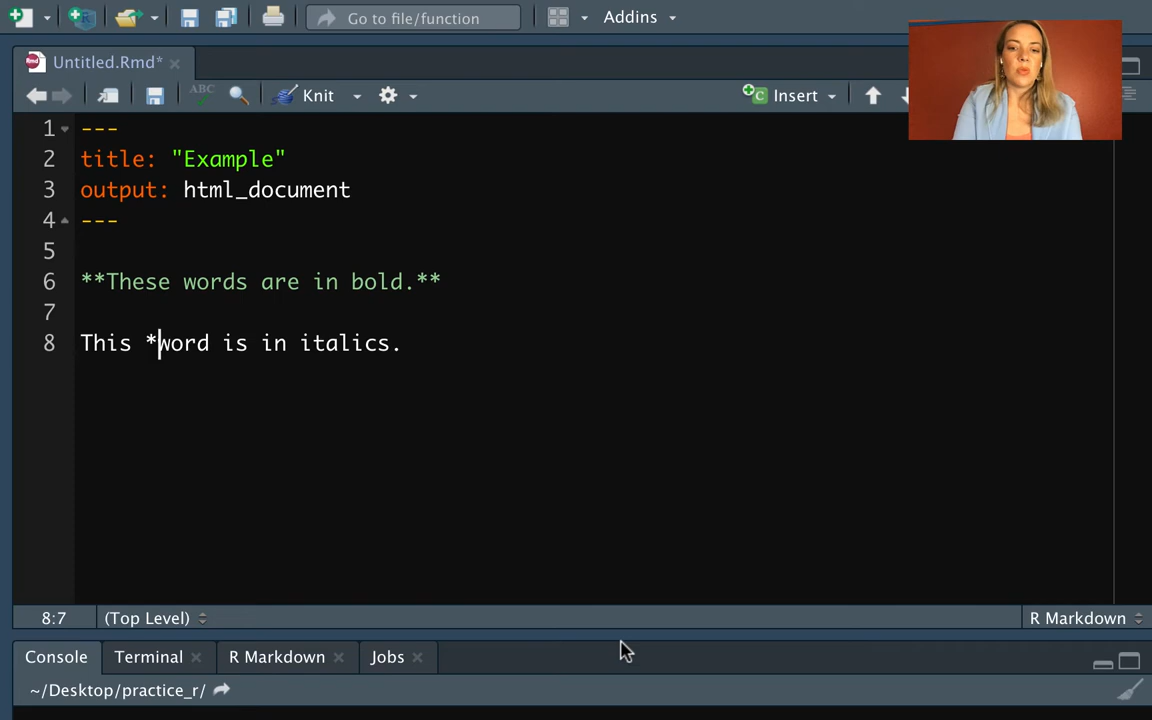 Go to file/function
Addins
Untitled.Rmd*
ABC
Knit
Insert
1 ---
2 title: "Example"
3 output: html_document
4 ---
5
6 **These words are in bold.**
7
8 This *word is in italics.
8:7 (Top Level) R Markdown
Console Terminal R Markdown Jobs
~/Desktop/practice_r/